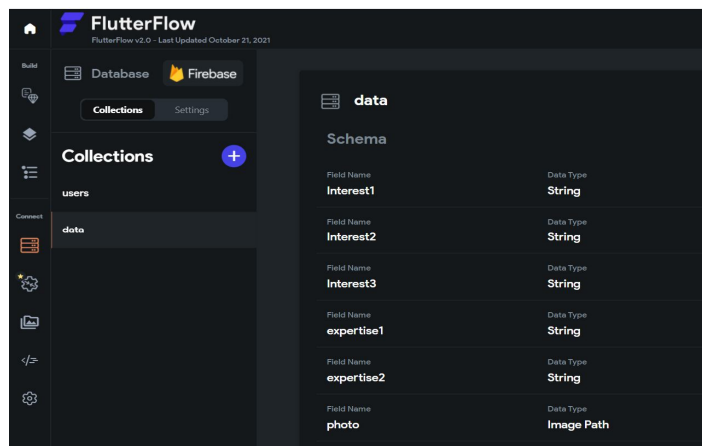 FlutterFlow
FlutterFlow v2.0 - Last Updated October 21, 2021
Build
Database
Firebase
Collections
Settings
Collections
+
users
Connect
data
data
Schema
Field Name
Data Type
Interest1
String
Field Name
Data Type
Interest2
String
Field Name
Data Type
Interest3
String
Field Name
Data Type
expertise1
String
Field Name
Data Type
expertise2
String
Field Name
Data Type
photo
Image Path